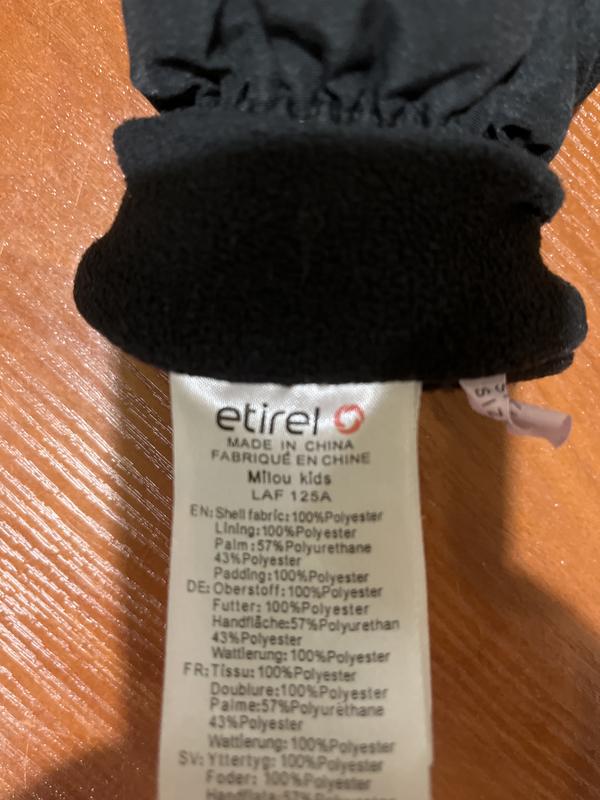 etirel
MADE IN CHINA
FABRIQUÉ EN CHINE
Milou kids
LAF 125A
EN: Shell fabric:100%Polyester
Lining:100%Polyester
Palm:57%Polyurethane
43%Polyester
Padding:100%Polyester
DE: Oberstoff:100%Polyester
Futter: 100%Polyester
Handfläche:57%Polyurethan
43%Polyester
Wattierung:100%Polyester
FR: Tissu:100%Polyester
Doublure:100%Polyester
Palme:57%Polyuréthane
43%Polyester
Wattierung: 100%Polyester
SV: Yttertyg: 100%Polyester
Foder: 100%Polyester